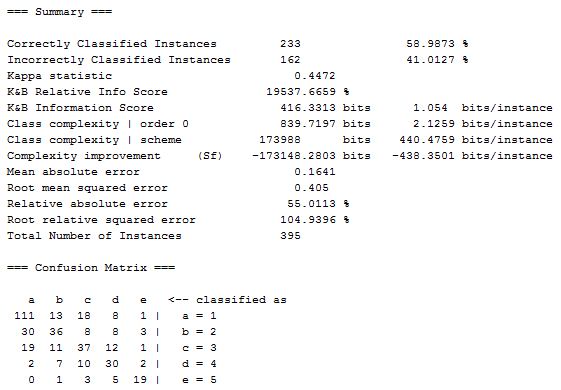 === Summary ===
Correctly Classified Instances 233 58.9873 %
Incorrectly Classified Instances 162 41.0127 %
Kappa statistic 0.4472
K&B Relative Info Score 19537.6659 %
K&B Information Score 416.3313 bits 1.054 bits/instance
Class complexity | order 0 839.7197 bits 2.1259 bits/instance
Class complexity | scheme 173988 bits 440.4759 bits/instance
Complexity improvement (Sf) -173148.2803 bits -438.3501 bits/instance
Mean absolute error 0.1641
Root mean squared error 0.405
Relative absolute error 55.0113 %
Root relative squared error 104.9396 %
Total Number of Instances 395
=== Confusion Matrix ===
a b c d e <-- classified as
111 13 18 8 1 | a = 1
30 36 8 8 3 | b = 2
19 11 37 12 1 | c = 3
2 7 10 30 2 | d = 4
0 1 3 5 19 | e = 5